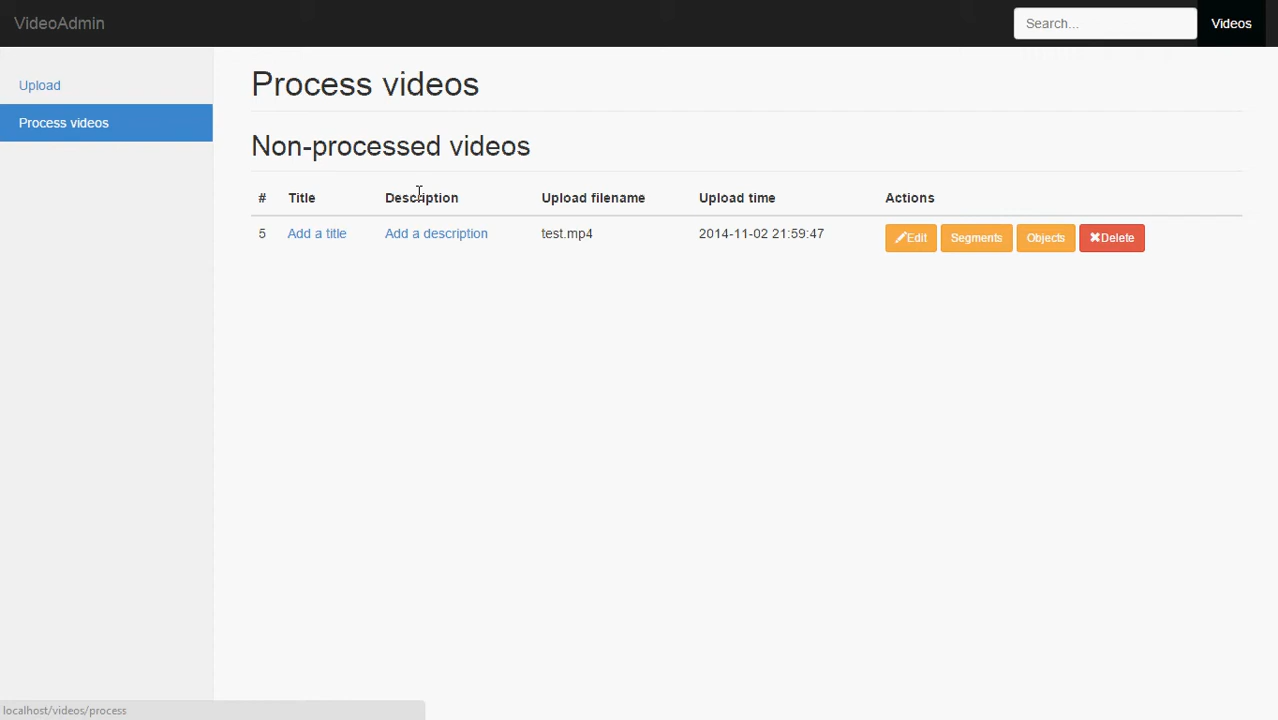 VideoAdmin
Search...
Videos
Upload
Process videos
Process videos
Non-processed videos
# Title Description Upload filename Upload time Actions
5 Add a title Add a description test.mp4 2014-11-02 21:59:47 Edit Segments Objects Delete
localhost/videos/process